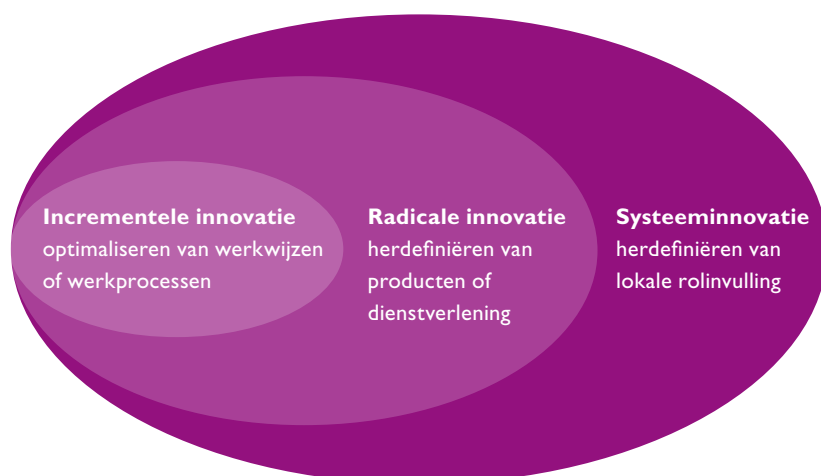 Incrementele innovatie
optimaliseren van werkwijzen
of werkprocessen
Radicale innovatie
herdefiniëren van
producten of
dienstverlening
Systeeminnovatie
herdefiniëren van
lokale rolinvulling